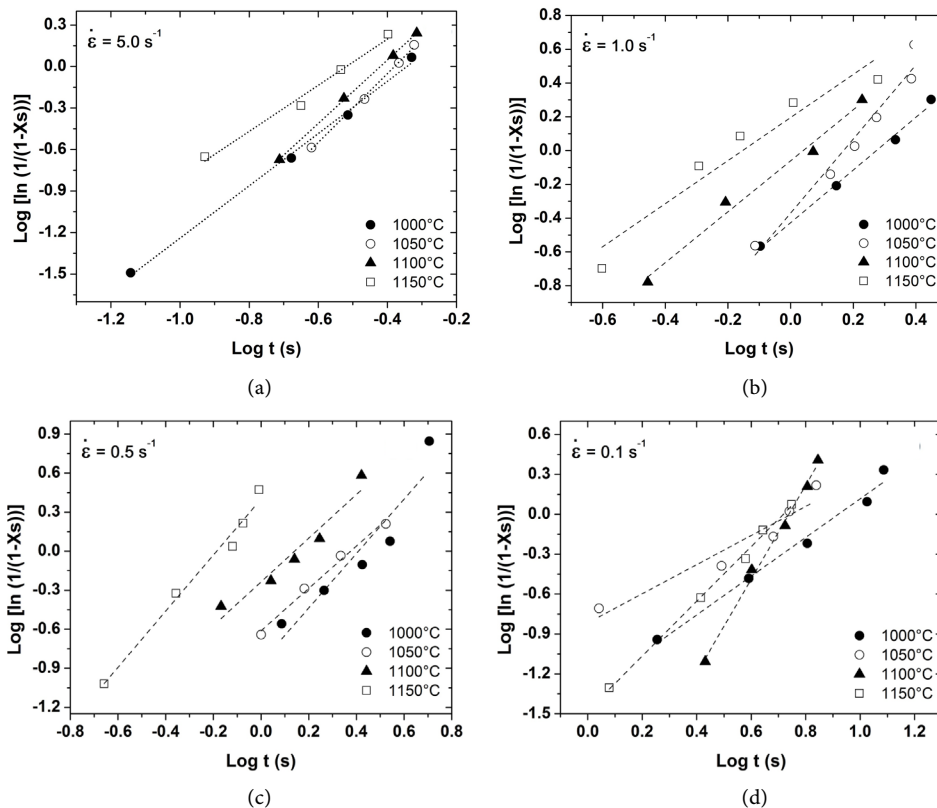 ε̇ = 5.0 s⁻¹
Log [ln (1/(1-Xs))]
0.3
0.0
-0.3
-0.6
-0.9
-1.2
-1.5
1000°C
1050°C
1100°C
1150°C
-1.2 -1.0 -0.8 -0.6 -0.4 -0.2
Log t (s)
(a)
ε̇ = 1.0 s⁻¹
Log [ln (1/(1-Xs))]
0.8
0.6
0.4
0.2
0.0
-0.2
-0.4
-0.6
-0.8
1000°C
1050°C
1100°C
1150°C
-0.6 -0.4 -0.2 0.0 0.2 0.4
Log t (s)
(b)
ε̇ = 0.5 s⁻¹
Log [ln (1/(1-Xs))]
0.9
0.6
0.3
0.0
-0.3
-0.6
-0.9
-1.2
1000°C
1050°C
1100°C
1150°C
-0.8 -0.6 -0.4 -0.2 0.0 0.2 0.4 0.6 0.8
Log t (s)
(c)
ε̇ = 0.1 s⁻¹
Log [ln (1/(1-Xs))]
0.6
0.3
0.0
-0.3
-0.6
-0.9
-1.2
-1.5
1000°C
1050°C
1100°C
1150°C
0.0 0.2 0.4 0.6 0.8 1.0 1.2
Log t (s)
(d)